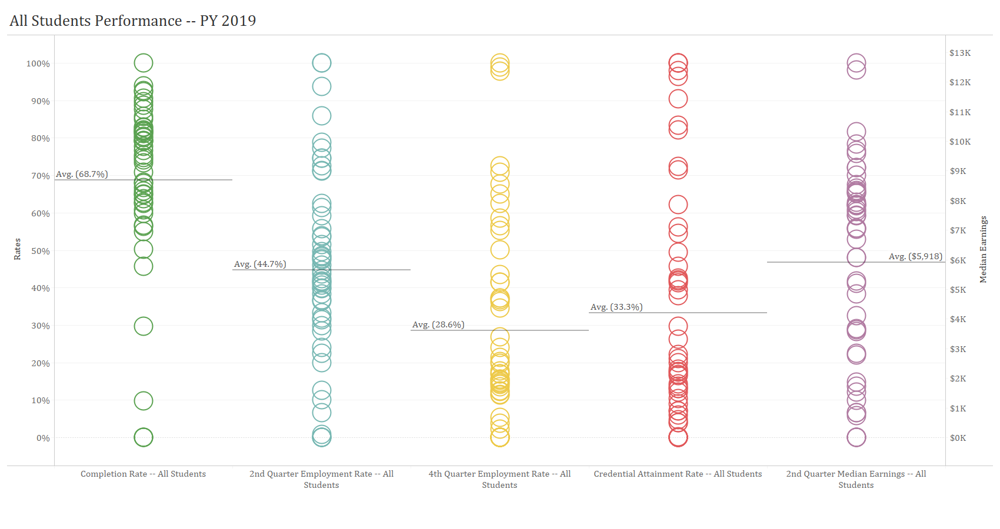 All Students Performance -- PY 2019
100%
90%
80%
70%
60%
50%
40%
30%
20%
10%
0%
Rates
Avg. (68.7%)
Avg. (44.7%)
Avg. (28.6%)
Avg. (33.3%)
Avg. ($5,918)
$13K
$12K
$11K
$10K
$9K
$8K
$7K
$6K
$5K
$4K
$3K
$2K
$1K
$0K
Median Earnings
Completion Rate -- All Students
2nd Quarter Employment Rate -- All
Students
4th Quarter Employment Rate -- All
Students
Credential Attainment Rate -- All Students
2nd Quarter Median Earnings -- All
Students